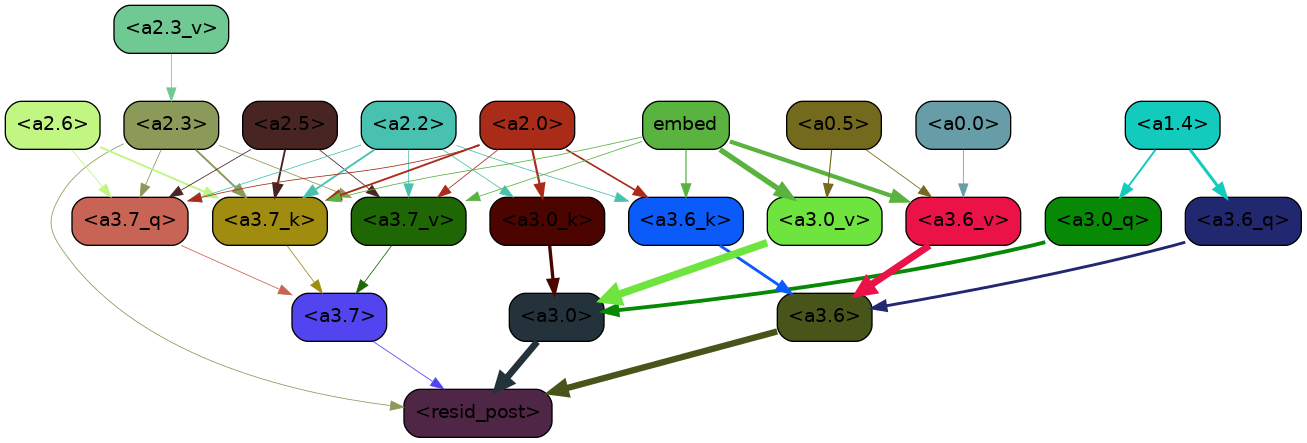 <a2.3_v>
<a2.6> <a2.3> <a2.5> <a2.2> <a2.0> embed <a0.5> <a0.0> <a1.4>
<a3.7_q> <a3.7_k> <a3.7_v> <a3.0_k> <a3.6_k> <a3.0_v> <a3.6_v> <a3.0_q> <a3.6_q>
<a3.7> <a3.0> <a3.6>
<resid_post>